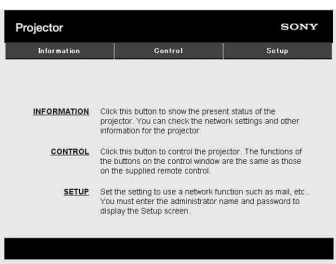 Projector SONY
Information Control Setup
INFORMATION Click this button to show the present status of the
projector. You can check the network settings and other
information for the projector.
CONTROL Click this button to control the projector. The functions of
the buttons on the control window are the same as those
on the supplied remote control.
SETUP Set the setting to use a network function such as mail, etc..
You must enter the administrator name and password to
display the Setup screen.